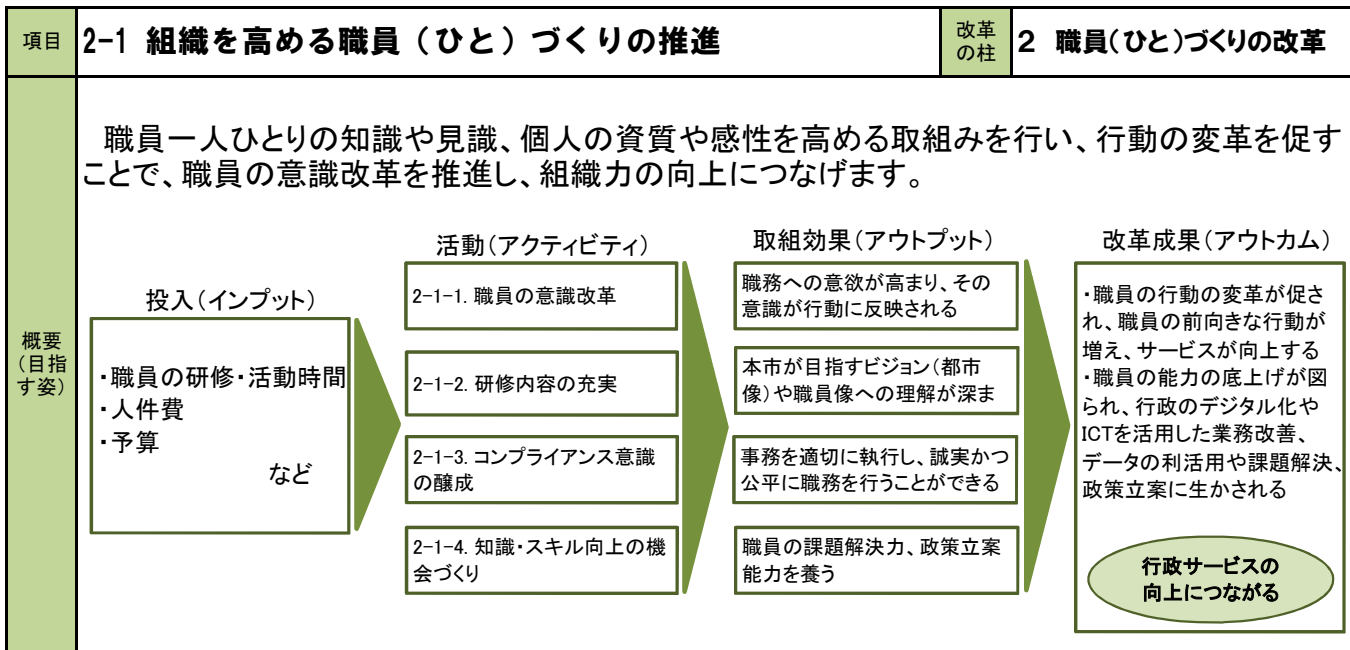 項目
2-1 組織を高める職員(ひと)づくりの推進
改革
の柱
2 職員(ひと)づくりの改革
概要
(目指
す姿)
職員一人ひとりの知識や見識、個人の資質や感性を高める取組みを行い、行動の変革を促す
ことで、職員の意識改革を推進し、組織力の向上につなげます。
投入(インプット)
・職員の研修・活動時間
・人件費
・予算
など
活動(アクティビティ)
2-1-1. 職員の意識改革
2-1-2. 研修内容の充実
2-1-3. コンプライアンス意識
の醸成
2-1-4. 知識・スキル向上の機
会づくり
取組効果(アウトプット)
職務への意欲が高まり、その
意識が行動に反映される
本市が目指すビジョン(都市
像)や職員像への理解が深ま
事務を適切に執行し、誠実かつ
公平に職務を行うことができる
職員の課題解決力、政策立案
能力を養う
改革成果(アウトカム)
・職員の行動の変革が促さ
れ、職員の前向きな行動が
増え、サービスが向上する
・職員の能力の底上げが図
られ、行政のデジタル化や
ICTを活用した業務改善、
データの利活用や課題解決、
政策立案に生かされる
行政サービスの
向上につながる